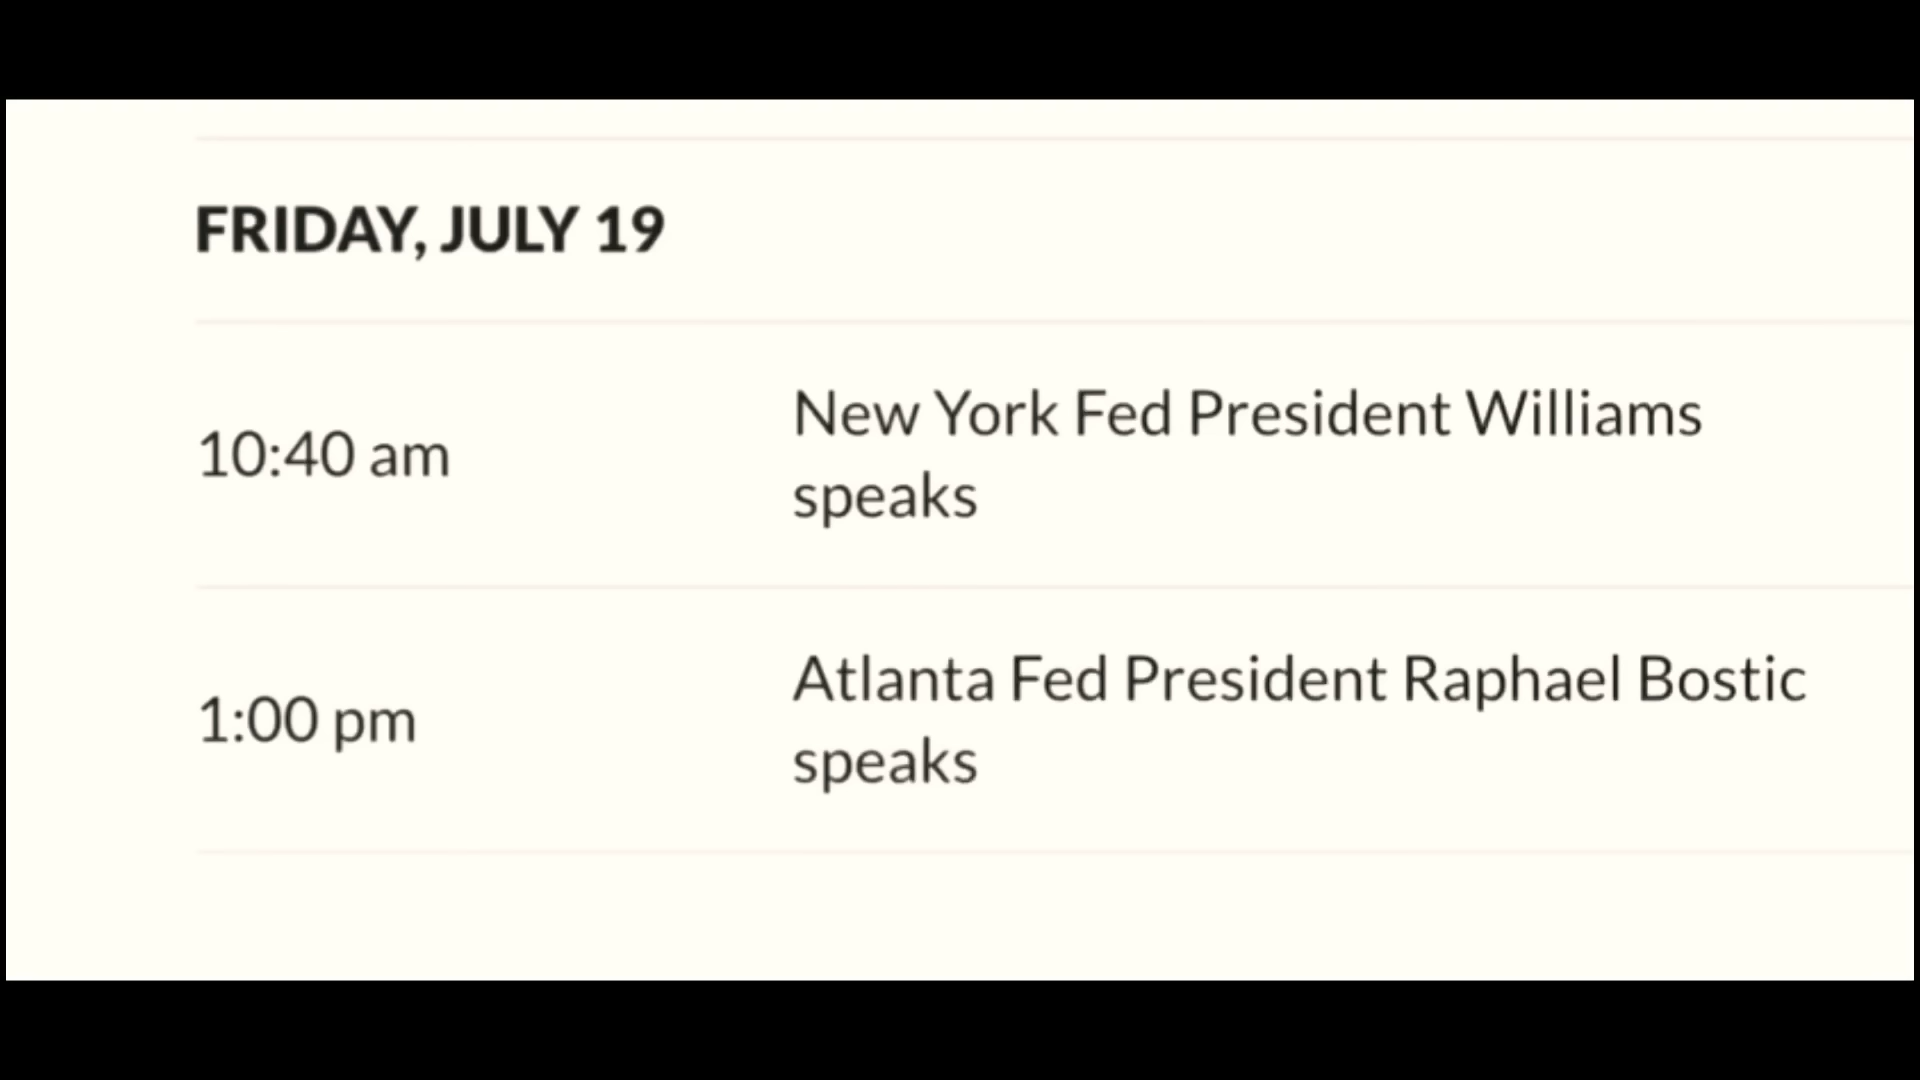 FRIDAY, JULY 19
10:40 am
New York Fed President Williams
speaks
1:00 pm
Atlanta Fed President Raphael Bostic
speaks